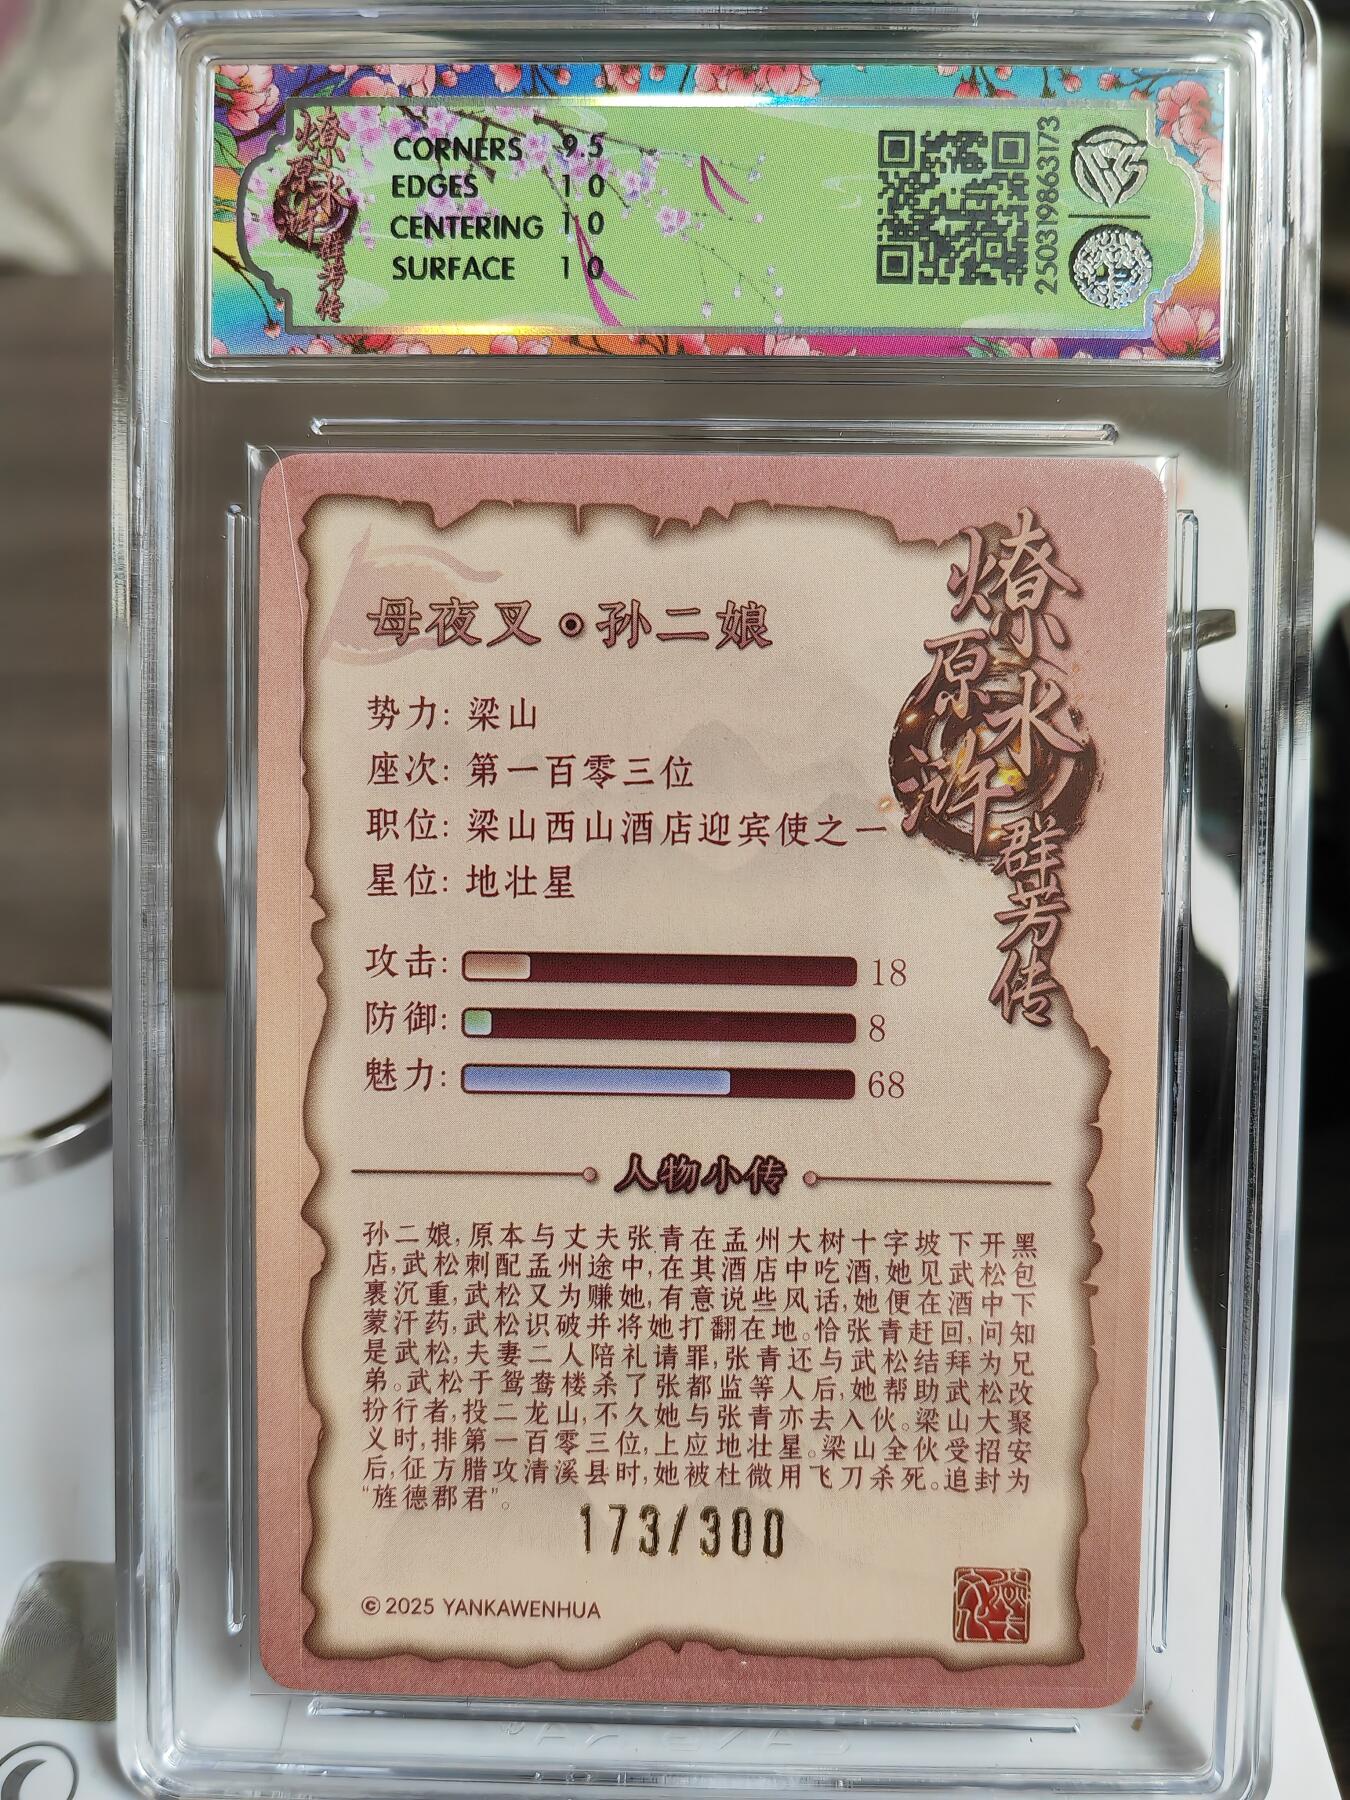 燎原水浒群芳传
CORNERS 9.5
EDGES 10
CENTERING 10
SURFACE 10
250319863173
燎原水浒群芳传
母夜叉⊙孙二娘
势力: 梁山
座次: 第一百零三位
职位: 梁山西山酒店迎宾使之一
星位: 地壮星
攻击: 18
防御: 8
魅力: 68
人物小传
孙二娘,原本与丈夫张青在孟州大树十字坡下开黑
店,武松刺配孟州途中,在其酒店中吃酒,她见武松包
裹沉重,武松又为赚她,有意说些风话,她便在酒中下
蒙汗药,武松识破并将她打翻在地。恰张青赶回,问知
是武松,夫妻二人陪礼请罪,张青还与武松结拜为兄
弟。武松于鸳鸯楼杀了张都监等人后,她帮助武松改
扮行者,投二龙山,不久她与张青亦去入伙。梁山大聚
义时,排第一百零三位,上应地壮星。梁山全伙受招安
后,征方腊攻清溪县时,她被杜微用飞刀杀死。追封为
“旌德郡君”。
173/300
©2025 YANKAWENHUA